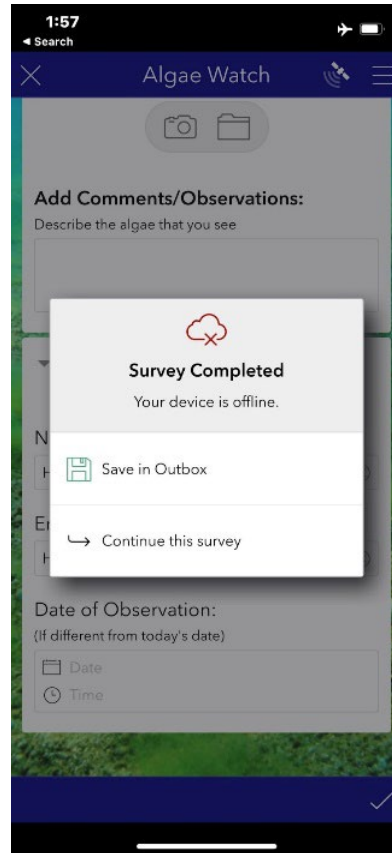 1:57
◀ Search
Algae Watch
Add Comments/Observations:
Describe the algae that you see
Survey Completed
Your device is offline.
N
H
Save in Outbox
Er
H
Continue this survey
Date of Observation:
(If different from today's date)
Date
Time